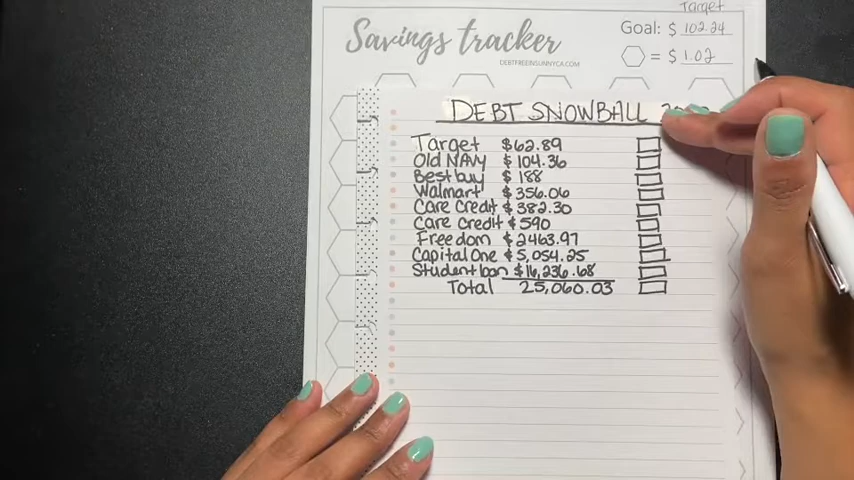 Target
Savings Tracker
Goal: $ 102.24
DEBTFREEINSUNNYCA.COM
= $ 1.02
DEBT SNOWBALL
Target $62.89
Old NAVY $104.36
Best buy $188
Walmart $356.06
Care Credit $382.30
Care credit $590
Freedom $2463.97
Capital One $5,054.25
Student loan $16,236.68
Total 25,060.03